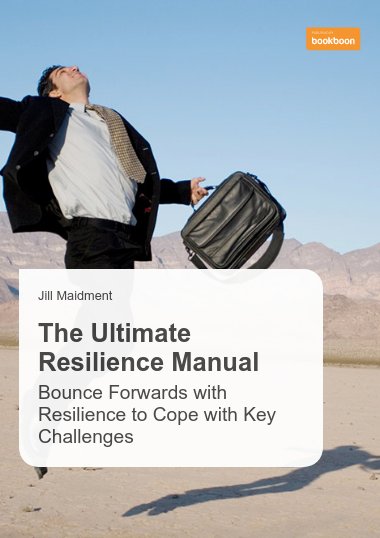 bookboon
Jill Maidment
The Ultimate
Resilience Manual
Bounce Forwards with
Resilience to Cope with Key
Challenges